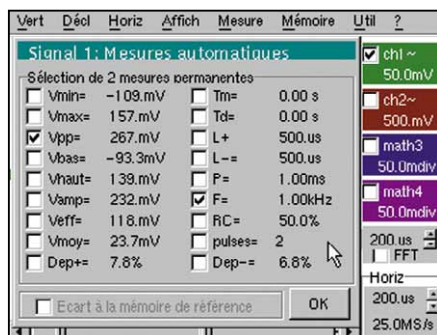 Vert Décl Horiz Affich Mesure Mémoire Util ?
Signal 1: Mesures automatiques
Sélection de 2 mesures permanentes
Vmin= -109.mV Tm= 0.00 s
Vmax= 157.mV Td= 0.00 s
Vpp= 267.mV L+ 500.us
Vbas= -93.3mV L-= 500.us
Vhaut= 139.mV P= 1.00ms
Vamp= 232.mV F= 1.00kHz
Veff= 118.mV RC= 50.0%
Vmoy= 23.7mV pulses= 2
Dep+= 7.8% Dep-= 6.8%
Ecart à la mémoire de référence OK
ch1~
50.0mV
ch2~
500.mV
math3
50.0mdiv
math4
50.0mdiv
200.us
FFT
Horiz
200.us
25.0MS/s